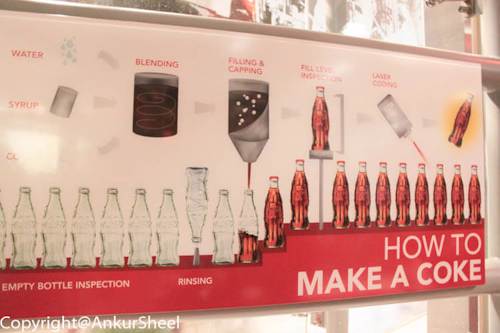 WATER
BLENDING
FILLING &
CAPPING
FILL LEVEL
INSPECTION
LASER
CODING
SYRUP
EMPTY BOTTLE INSPECTION
RINSING
HOW TO
MAKE A COKE
Copyright@AnkurSheel